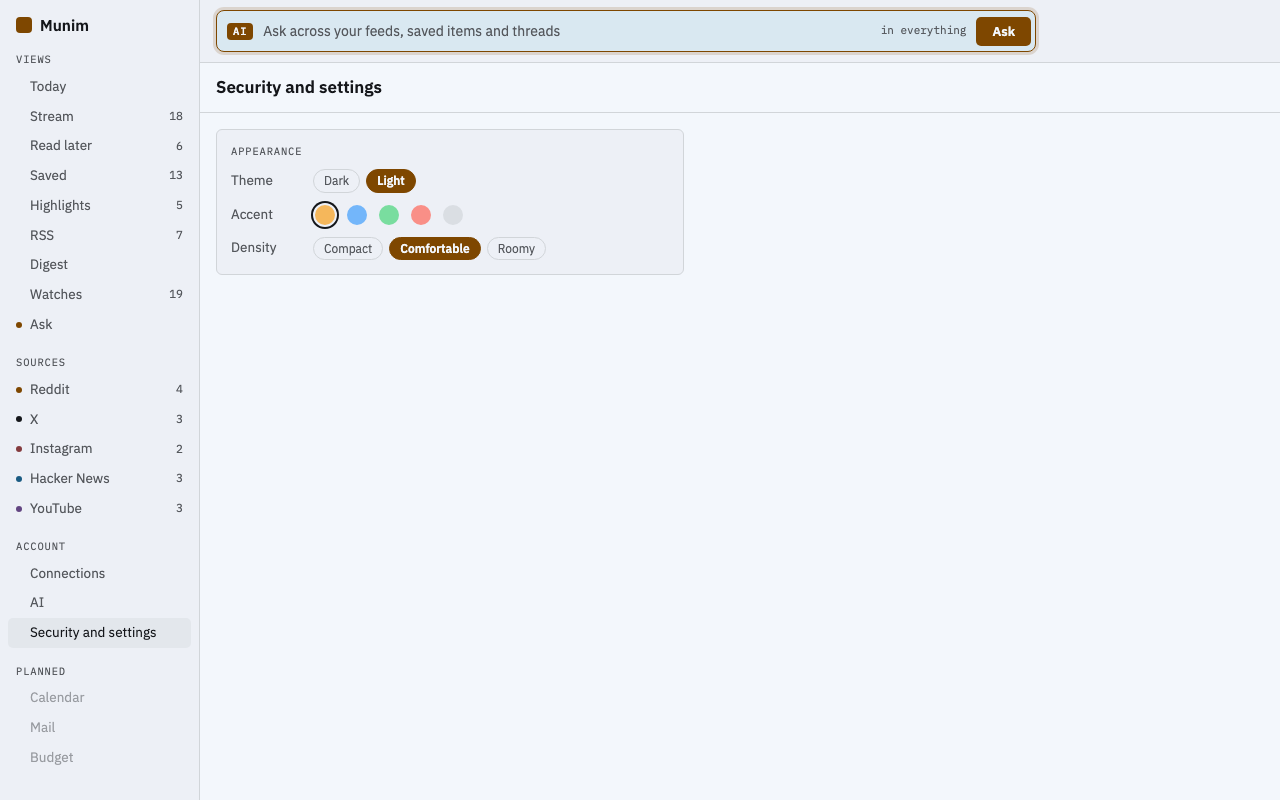 Munim
VIEWS
Today
Stream 18
Read later 6
Saved 13
Highlights 5
RSS 7
Digest
Watches 19
Ask
SOURCES
Reddit 4
X 3
Instagram 2
Hacker News 3
YouTube 3
ACCOUNT
Connections
AI
Security and settings
PLANNED
Calendar
Mail
Budget
AI Ask across your feeds, saved items and threads in everything Ask
Security and settings
APPEARANCE
Theme Dark Light
Accent
Density Compact Comfortable Roomy